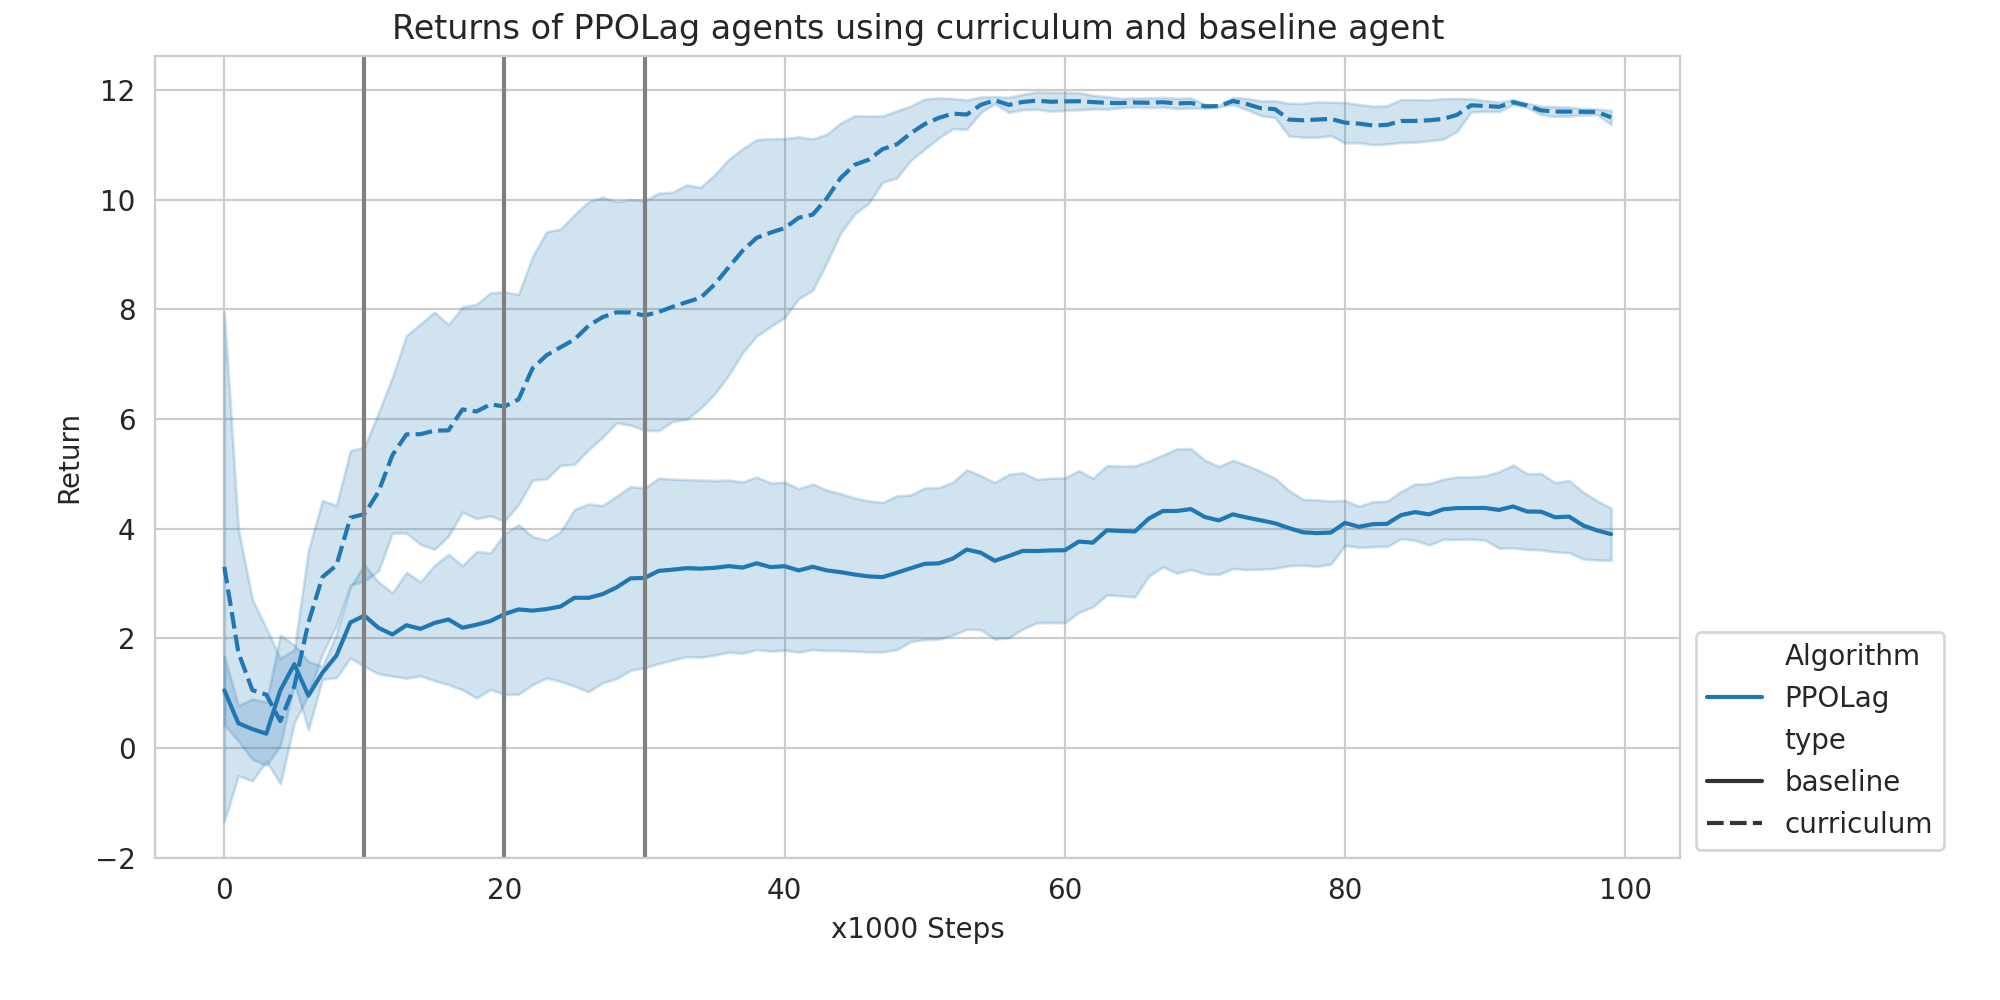 Returns of PPOLag agents using curriculum and baseline agent
12
10
8
6
4
2
0
−2
Return
0 20 40 60 80 100
x1000 Steps
Algorithm
PPOLag
type
baseline
curriculum